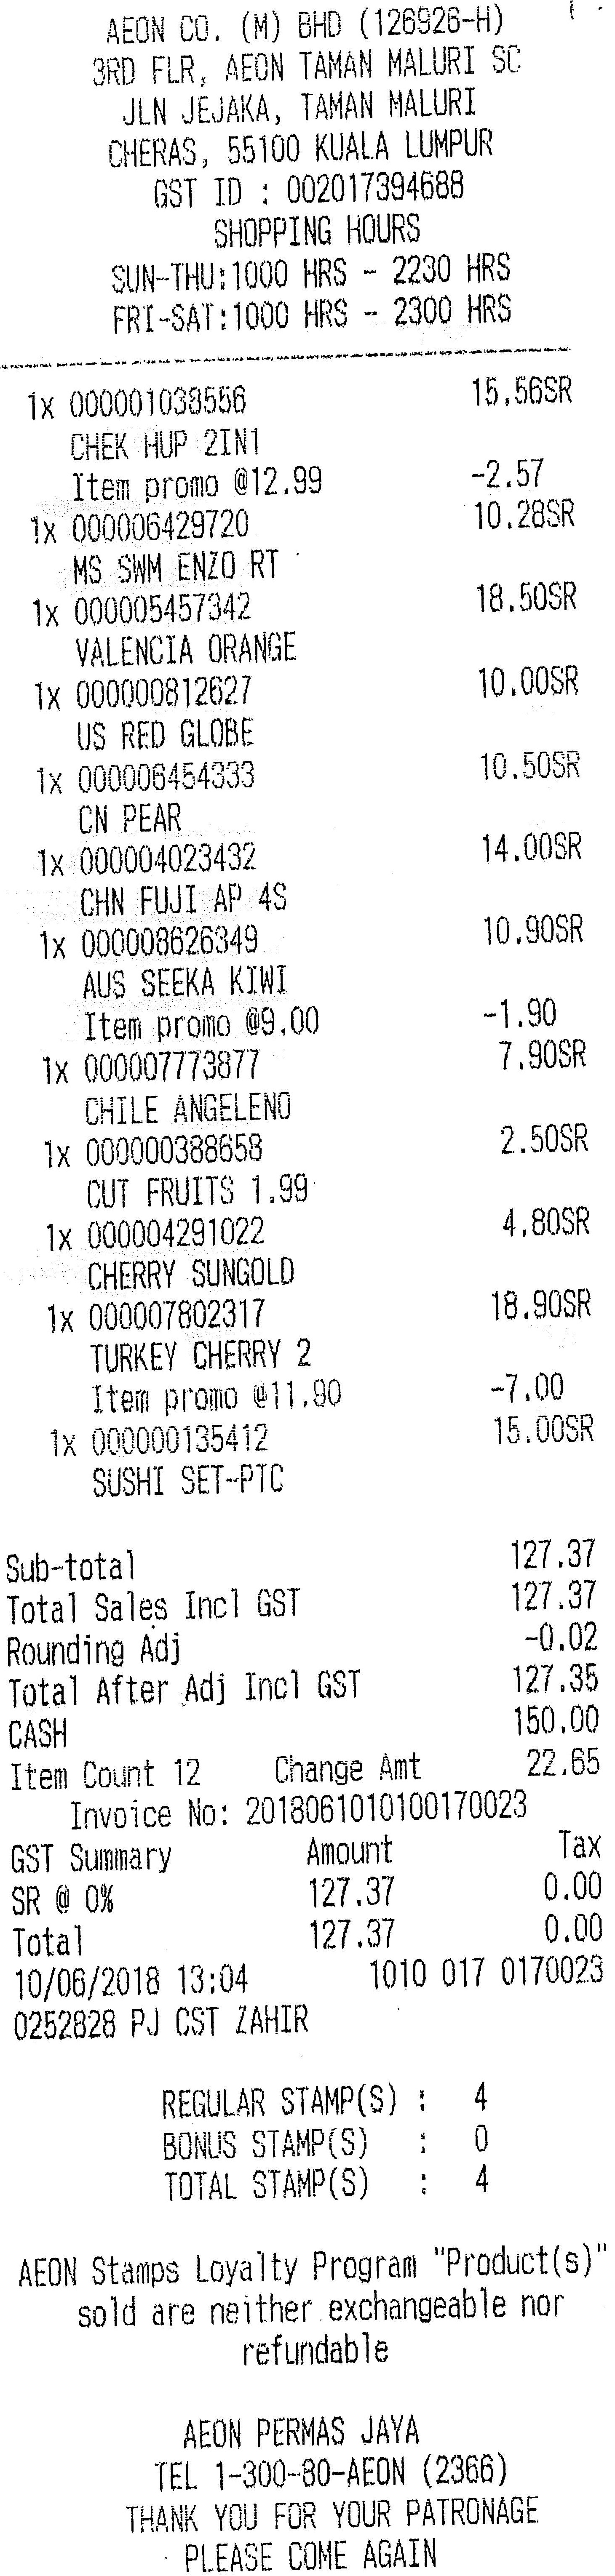 AEON CO. (M) BHD (126926-H)
3RD FLR, AEON TAMAN MALURI SC
JLN JEJAKA, TAMAN MALURI
CHERAS, 55100 KUALA LUMPUR
GST ID : 002017394688
SHOPPING HOURS
SUN-THU:1000 HRS - 2230 HRS
FRI-SAT:1000 HRS - 2300 HRS
1x 000001038556 15.56SR
CHEK HUP 2IN1
Item promo @12.99 -2.57
1x 000006429720 10.28SR
MS SWM ENZO RT
1x 000005457342 18.50SR
VALENCIA ORANGE
1x 000000812627 10.00SR
US RED GLOBE
1x 000006454333 10.50SR
CN PEAR
1x 000004023432 14.00SR
CHN FUJI AP 4S
1x 000008626349 10.90SR
AUS SEEKA KIWI
Item promo @9.00 -1.90
1x 000007773877 7.90SR
CHILE ANGELENO
1x 000000388658 2.50SR
CUT FRUITS 1.99
1x 000004291022 4.80SR
CHERRY SUNGOLD
1x 000007802317 18.90SR
TURKEY CHERRY 2
Item promo @11.90 -7.00
1x 000000135412 15.00SR
SUSHI SET-PTC
Sub-total 127.37
Total Sales Incl GST 127.37
Rounding Adj -0.02
Total After Adj Incl GST 127.35
CASH 150.00
Item Count 12 Change Amt 22.65
Invoice No: 2018061010100170023
GST Summary Amount Tax
SR @ 0% 127.37 0.00
Total 127.37 0.00
10/06/2018 13:04 1010 017 0170023
0252828 PJ CST ZAHIR
REGULAR STAMP(S) : 4
BONUS STAMP(S) : 0
TOTAL STAMP(S) : 4
AEON Stamps Loyalty Program "Product(s)"
sold are neither exchangeable nor
refundable
AEON PERMAS JAYA
TEL 1-300-80-AEON (2366)
THANK YOU FOR YOUR PATRONAGE
PLEASE COME AGAIN